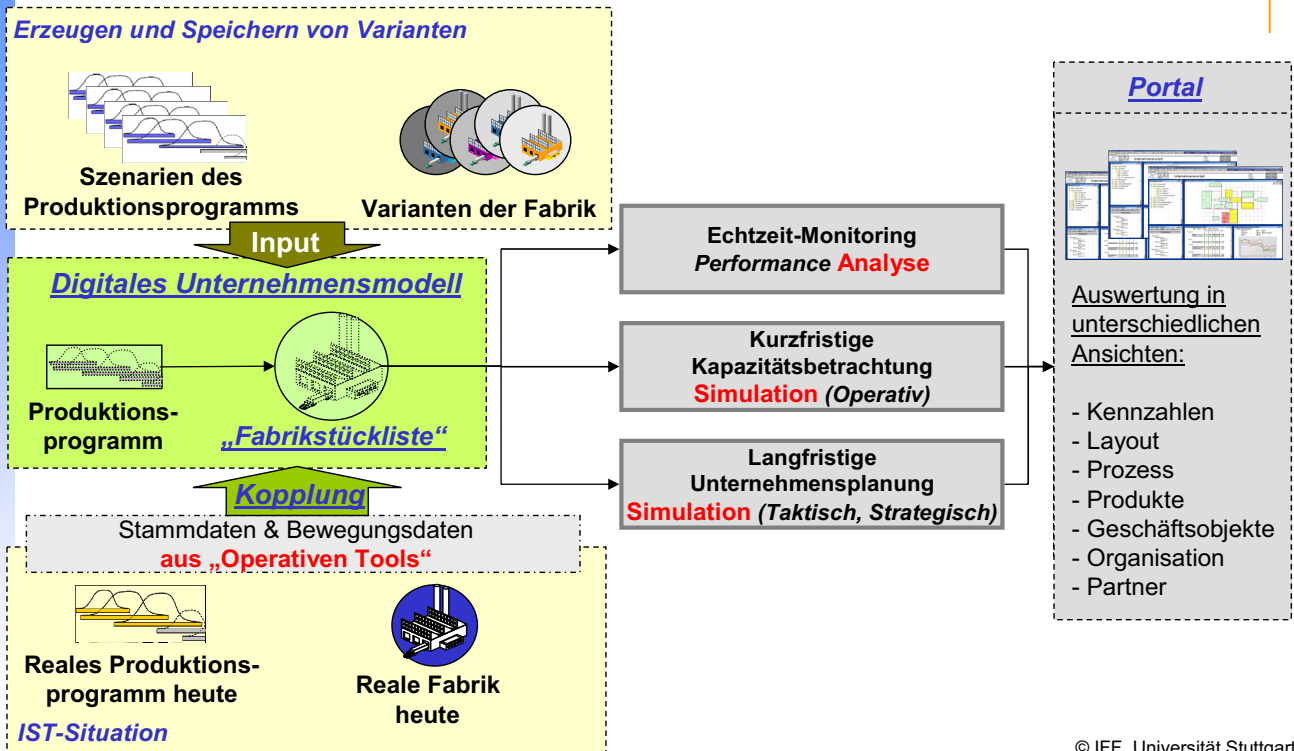 Erzeugen und Speichern von Varianten
Szenarien des
Produktionsprogramms
Varianten der Fabrik
Input
Digitales Unternehmensmodell
Produktions-
programm
„Fabrikstückliste“
Kopplung
Stammdaten & Bewegungsdaten
aus „Operativen Tools“
Reales Produktions-
programm heute
Reale Fabrik
heute
IST-Situation
Echtzeit-Monitoring
Performance Analyse
Kurzfristige
Kapazitätsbetrachtung
Simulation (Operativ)
Langfristige
Unternehmensplanung
Simulation (Taktisch, Strategisch)
Portal
Auswertung in
unterschiedlichen
Ansichten:
- Kennzahlen
- Layout
- Prozess
- Produkte
- Geschäftsobjekte
- Organisation
- Partner
© IFF, Universität Stuttgart